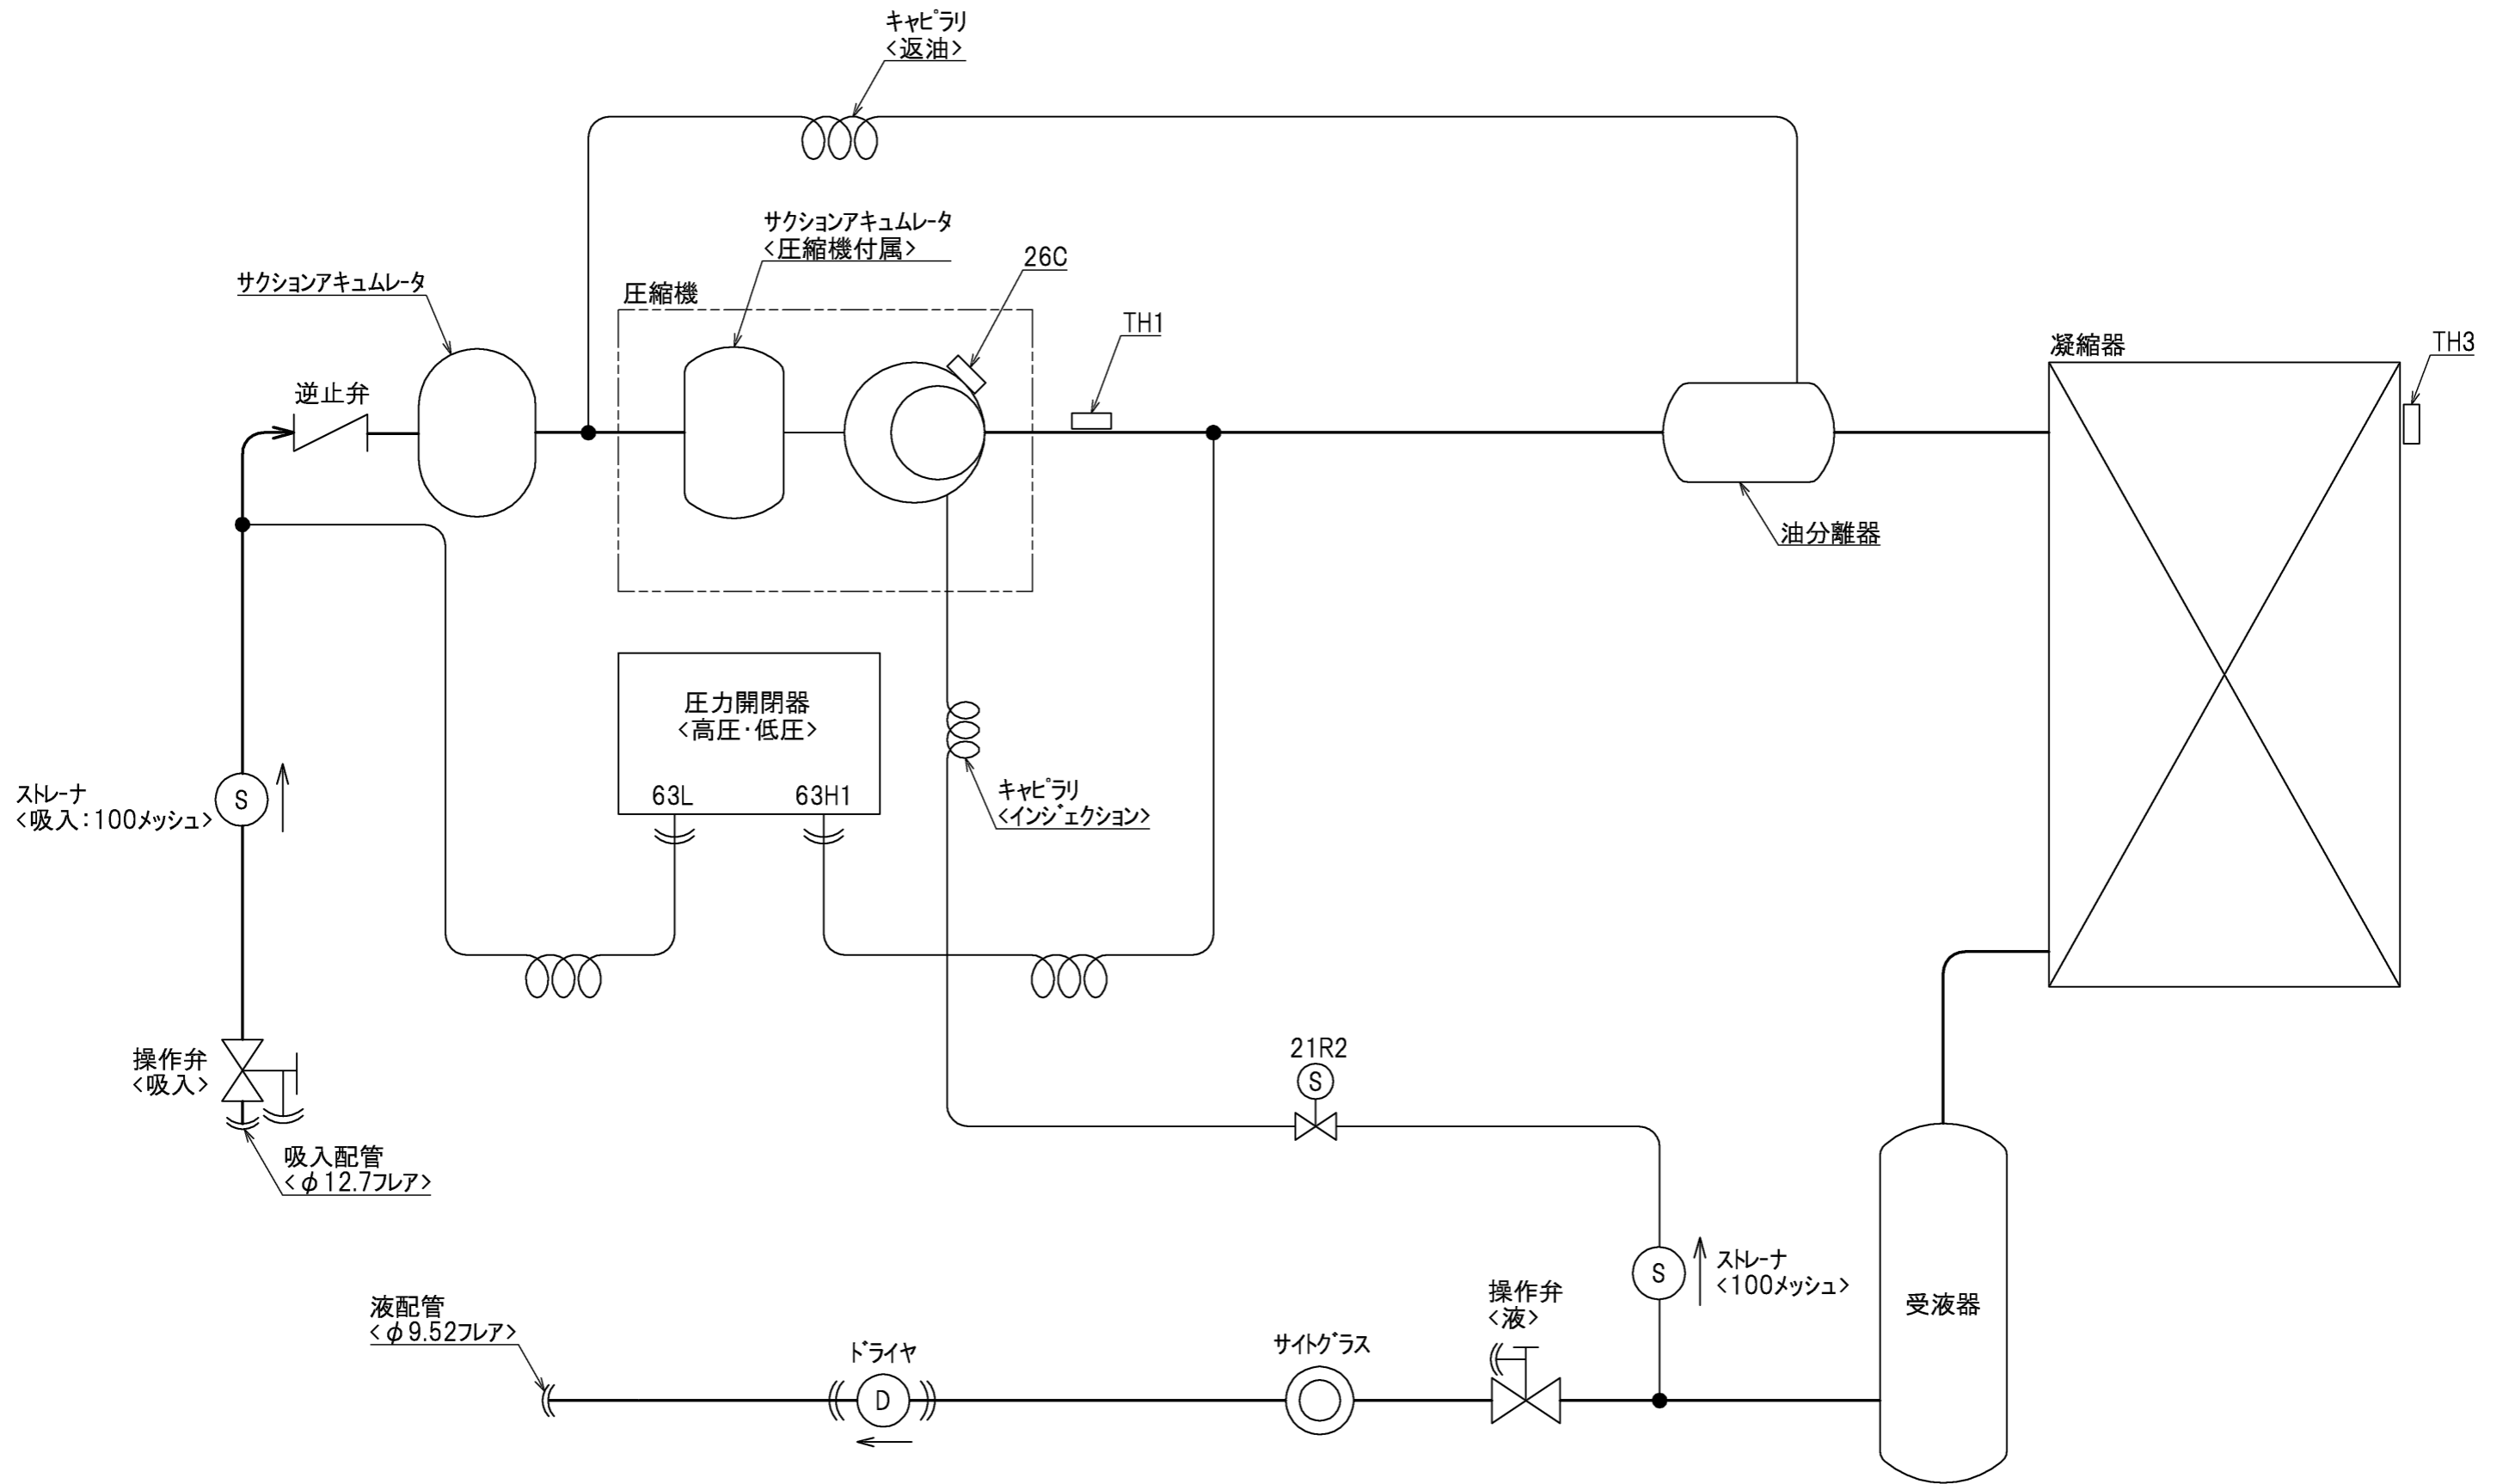 キャピラリ
<返油>
サクションアキュムレータ
<圧縮機付属>
26C
サクションアキュムレータ
圧縮機
TH1
凝縮器
TH3
逆止弁
油分離器
圧力開閉器
<高圧・低圧>
63L
63H1
ストレーナ
<吸入:100メッシュ>
S
キャピラリ
<インジェクション>
操作弁
<吸入>
21R2
S
吸入配管
<φ12.7フレア>
S
ストレーナ
<100メッシュ>
操作弁
<液>
受液器
液配管
<φ9.52フレア>
ドライヤ
D
サイトグラス